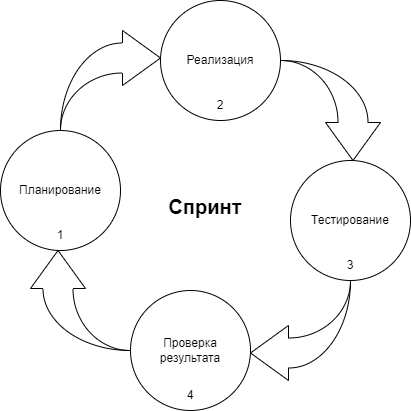 Реализация
2
Планирование
1
Спринт
Тестирование
3
Проверка
результата
4